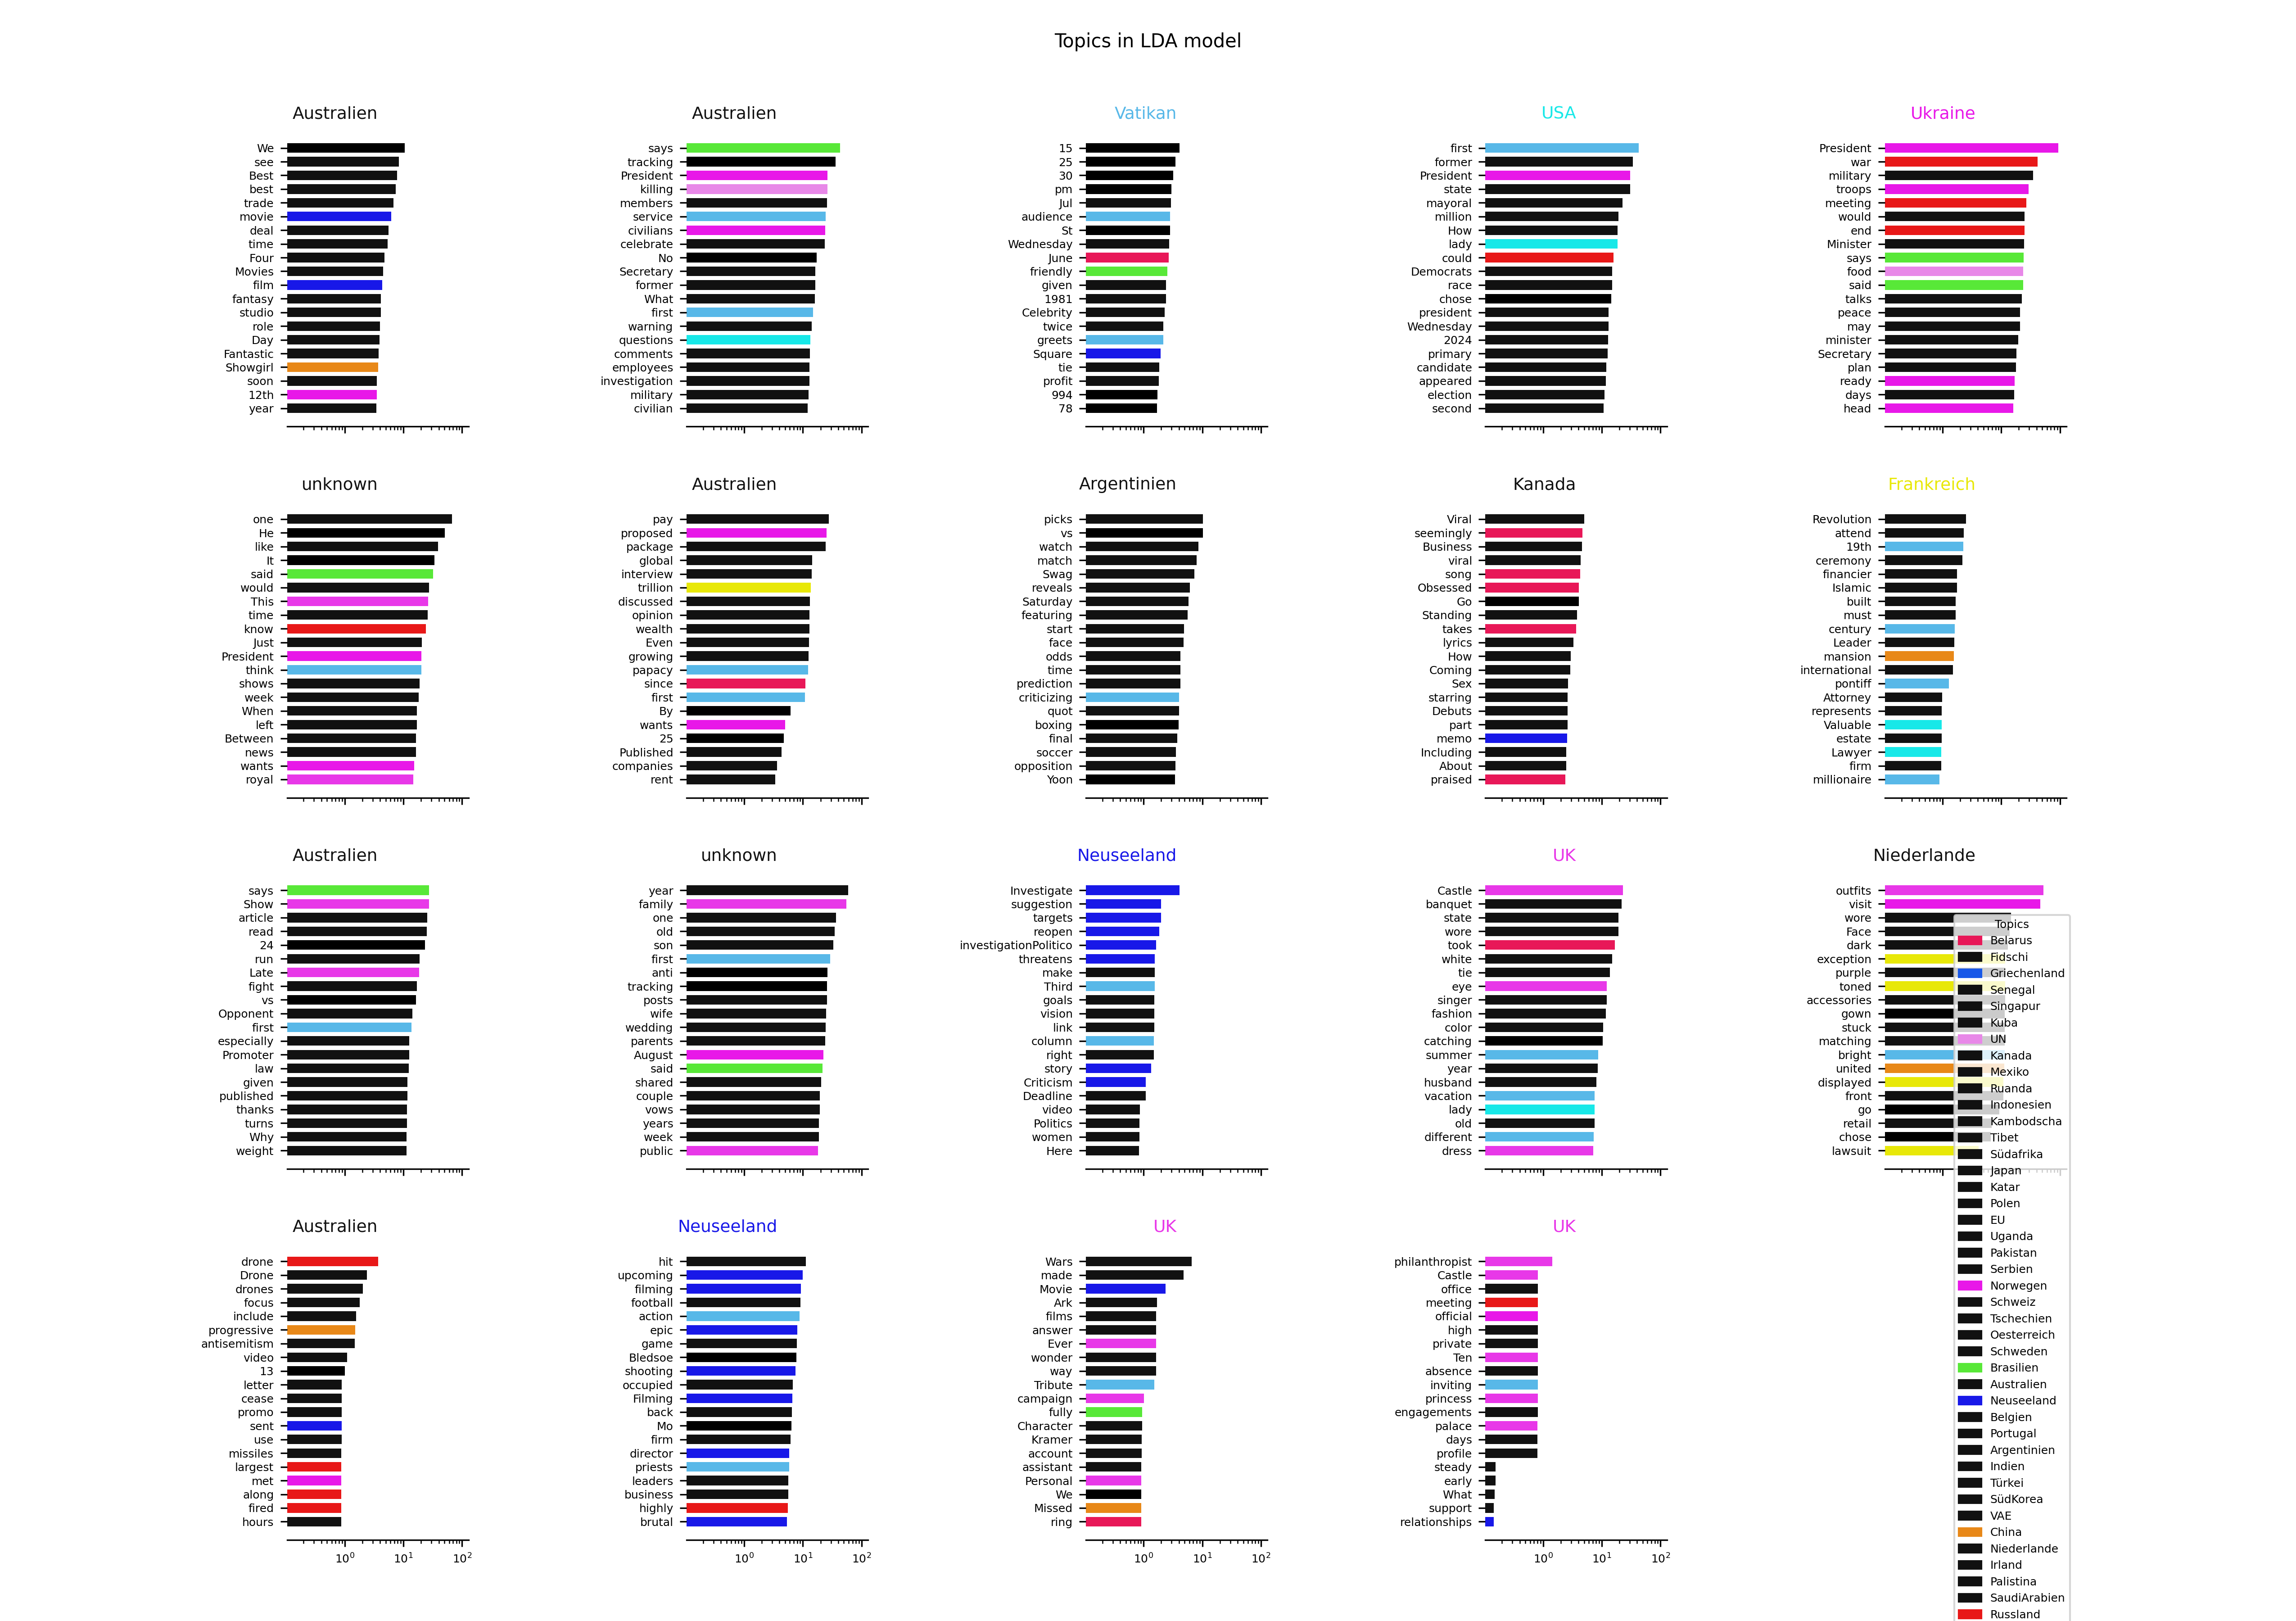 Topics in LDA model
Australien
We
see
Best
best
trade
movie
deal
time
Four
Movies
film
fantasy
studio
role
Day
Fantastic
Showgirl
soon
12th
year
Australien
says
tracking
President
killing
members
service
civilians
celebrate
No
Secretary
former
What
first
warning
questions
comments
employees
investigation
military
civilian
Vatikan
15
25
30
pm
Jul
audience
St
Wednesday
June
friendly
given
1981
Celebrity
twice
greets
Square
tie
profit
994
78
USA
first
former
President
state
mayoral
million
How
lady
could
Democrats
race
chose
president
Wednesday
2024
primary
candidate
appeared
election
second
Ukraine
President
war
military
troops
meeting
would
end
Minister
says
food
said
talks
peace
may
minister
Secretary
plan
ready
days
head
unknown
one
He
like
It
said
would
This
time
know
Just
President
think
shows
week
When
left
Between
news
wants
royal
Australien
pay
proposed
package
global
interview
trillion
discussed
opinion
wealth
Even
growing
papacy
since
first
By
wants
25
Published
companies
rent
Argentinien
picks
vs
watch
match
Swag
reveals
Saturday
featuring
start
face
odds
time
prediction
criticizing
quot
boxing
final
soccer
opposition
Yoon
Kanada
Viral
seemingly
Business
viral
song
Obsessed
Go
Standing
takes
lyrics
How
Coming
Sex
starring
Debuts
part
memo
Including
About
praised
Frankreich
Revolution
attend
19th
ceremony
financier
Islamic
built
must
century
Leader
mansion
international
pontiff
Attorney
represents
Valuable
estate
Lawyer
firm
millionaire
Australien
says
Show
article
read
24
run
Late
fight
vs
Opponent
first
especially
Promoter
law
given
published
thanks
turns
Why
weight
unknown
year
family
one
old
son
first
anti
tracking
posts
wife
wedding
parents
August
said
shared
couple
vows
years
week
public
Neuseeland
Investigate
suggestion
targets
reopen
investigationPolitico
threatens
make
Third
goals
vision
link
column
right
story
Criticism
Deadline
video
Politics
women
Here
UK
Castle
banquet
state
wore
took
white
tie
eye
singer
fashion
color
catching
summer
year
husband
vacation
lady
old
different
dress
Niederlande
outfits
visit
wore
Face
dark
exception
purple
toned
accessories
gown
stuck
matching
bright
united
displayed
front
go
retail
chose
lawsuit
Australien
drone
Drone
drones
focus
include
progressive
antisemitism
video
13
letter
cease
promo
sent
use
missiles
largest
met
along
fired
hours
10⁰ 10¹ 10²
Neuseeland
hit
upcoming
filming
football
action
epic
game
Bledsoe
shooting
occupied
Filming
back
Mo
firm
director
priests
leaders
business
highly
brutal
10⁰ 10¹ 10²
UK
Wars
made
Movie
Ark
films
answer
Ever
wonder
way
Tribute
campaign
fully
Character
Kramer
account
assistant
Personal
We
Missed
ring
10⁰ 10¹ 10²
UK
philanthropist
Castle
office
meeting
official
high
private
Ten
absence
inviting
princess
engagements
palace
days
profile
steady
early
What
support
relationships
10⁰ 10¹ 10²
Topics
Belarus
Fidschi
Griechenland
Senegal
Singapur
Kuba
UN
Kanada
Mexiko
Ruanda
Indonesien
Kambodscha
Tibet
Südafrika
Japan
Katar
Polen
EU
Uganda
Pakistan
Serbien
Norwegen
Schweiz
Tschechien
Oesterreich
Schweden
Brasilien
Australien
Neuseeland
Belgien
Portugal
Argentinien
Indien
Türkei
SüdKorea
VAE
China
Niederlande
Irland
Palistina
SaudiArabien
Russland